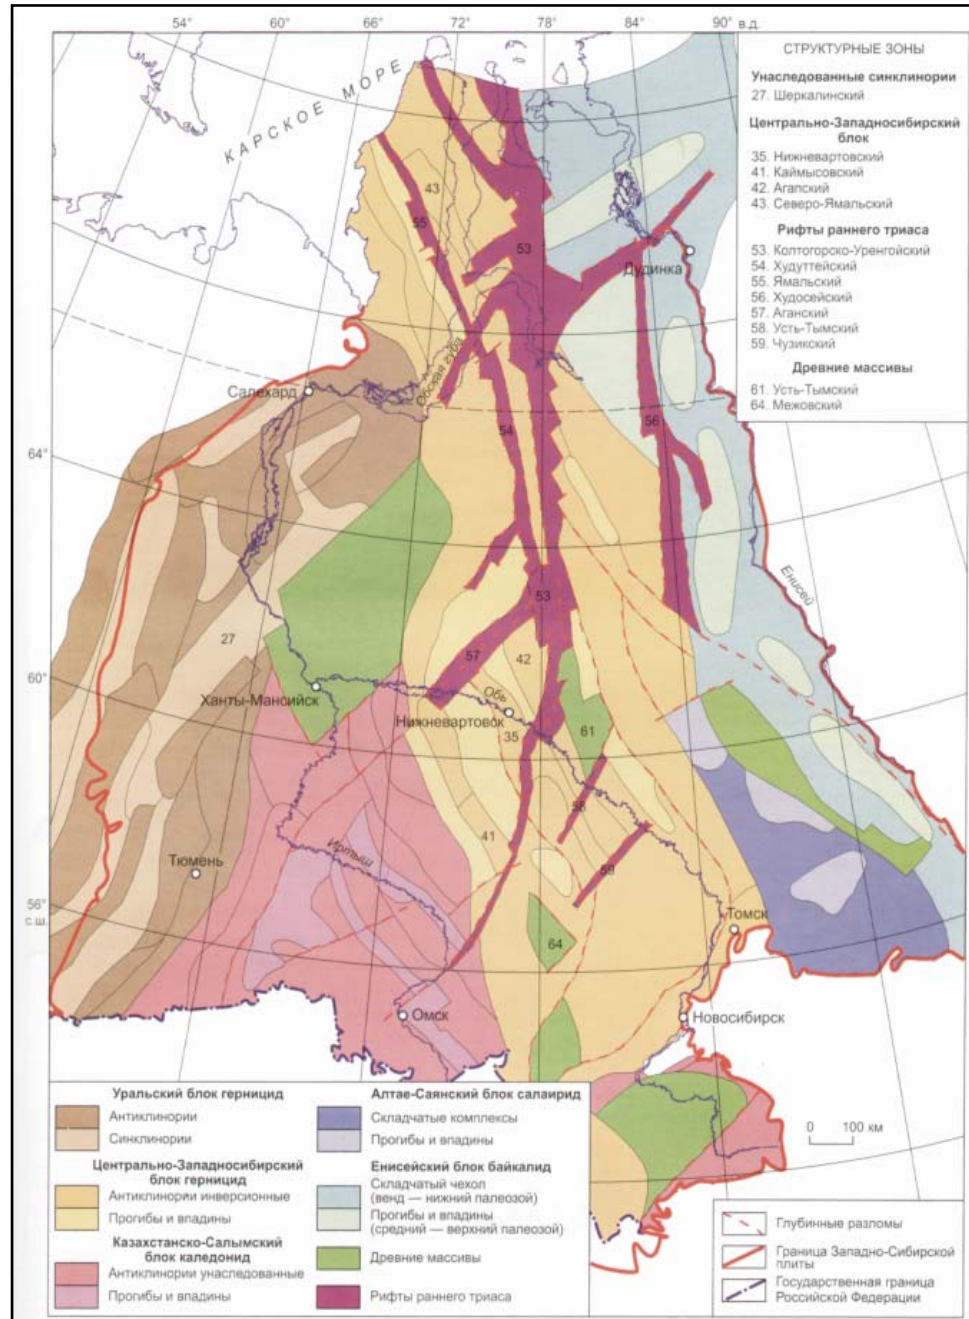 54° 60° 66° 72° 78° 84° 90° в.д.
СТРУКТУРНЫЕ ЗОНЫ
Унаследованные синклинории
27. Шеркалинский
Центрально-Западносибирский
блок
35. Нижневартовский
41. Каймысовский
42. Агапский
43. Северо-Ямальский
Рифты раннего триаса
53. Колтогорско-Уренгойский
54. Худуттейский
55. Ямальский
56. Худосейский
57. Аганский
58. Усть-Тымский
59. Чузикский
Древние массивы
61. Усть-Тымский
64. Межовский
КАРСКОЕ МОРЕ
43
55
53
Дудинка
Обская губа
Салехард
54
56
64°
Енисей
53
27
57
42
60°
Ханты-Мансийск
Обь
Нижневартовск
35
61
58
41
Иртыш
Тюмень
59
56°
с.ш.
Томск
64
Омск
Новосибирск
0 100 км
Уральский блок герницид
Антиклинории
Синклинории
Центрально-Западносибирский
блок герницид
Антиклинории инверсионные
Прогибы и впадины
Казахстанско-Салымский
блок каледонид
Антиклинории унаследованные
Прогибы и впадины
Алтае-Саянский блок салаирид
Складчатые комплексы
Прогибы и впадины
Енисейский блок байкалид
Складчатый чехол
(венд — нижний палеозой)
Прогибы и впадины
(средний — верхний палеозой)
Древние массивы
Рифты раннего триаса
Глубинные разломы
Граница Западно-Сибирской
плиты
Государственная граница
Российской Федерации